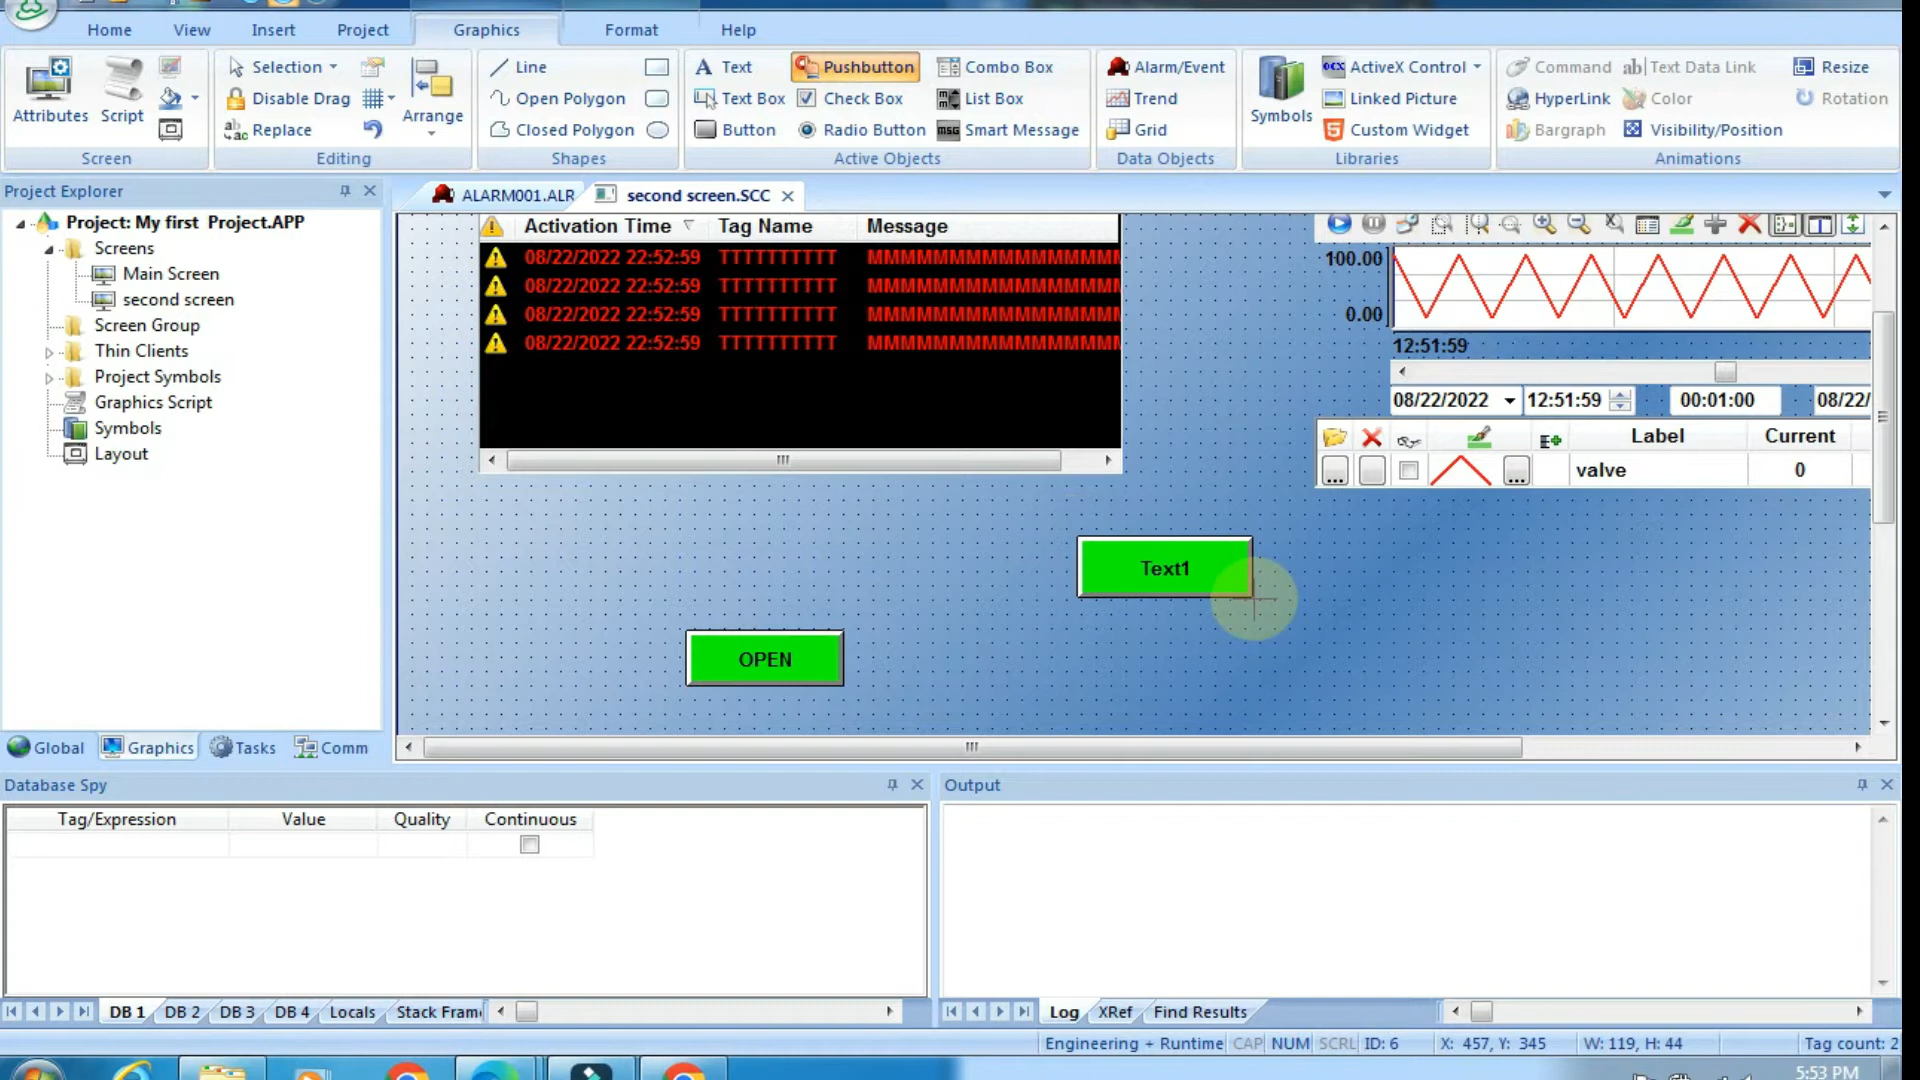 Home View Insert Project Graphics Format Help
Attributes Script
Selection
Disable Drag
Replace
Arrange
Line
Open Polygon
Closed Polygon
Text Pushbutton Combo Box
Text Box Check Box List Box
Button Radio Button MSG Smart Message
Alarm/Event
Trend
Grid
Symbols
OCX ActiveX Control
Linked Picture
Custom Widget
Command Text Data Link Resize
HyperLink Color Rotation
Bargraph Visibility/Position
Screen Editing Shapes Active Objects Data Objects Libraries Animations
Project Explorer
ALARM001.ALR second screen.SCC
Project: My first Project.APP
Screens
Main Screen
second screen
Screen Group
Thin Clients
Project Symbols
Graphics Script
Symbols
Layout
Global Graphics Tasks Comm
Activation Time Tag Name Message
08/22/2022 22:52:59 TTTTTTTTTT MMMMMMMMMMMMMMM
08/22/2022 22:52:59 TTTTTTTTTT MMMMMMMMMMMMMMM
08/22/2022 22:52:59 TTTTTTTTTT MMMMMMMMMMMMMMM
08/22/2022 22:52:59 TTTTTTTTTT MMMMMMMMMMMMMMM
100.00
0.00
12:51:59
08/22/2022 12:51:59 00:01:00 08/22/
Label Current
valve 0
Text1
OPEN
Database Spy
Tag/Expression Value Quality Continuous
DB 1 DB 2 DB 3 DB 4 Locals Stack Fram
Output
Log XRef Find Results
Engineering + Runtime CAP NUM SCRL ID: 6 X: 457, Y: 345 W: 119, H: 44 Tag count: 2
5:53 PM